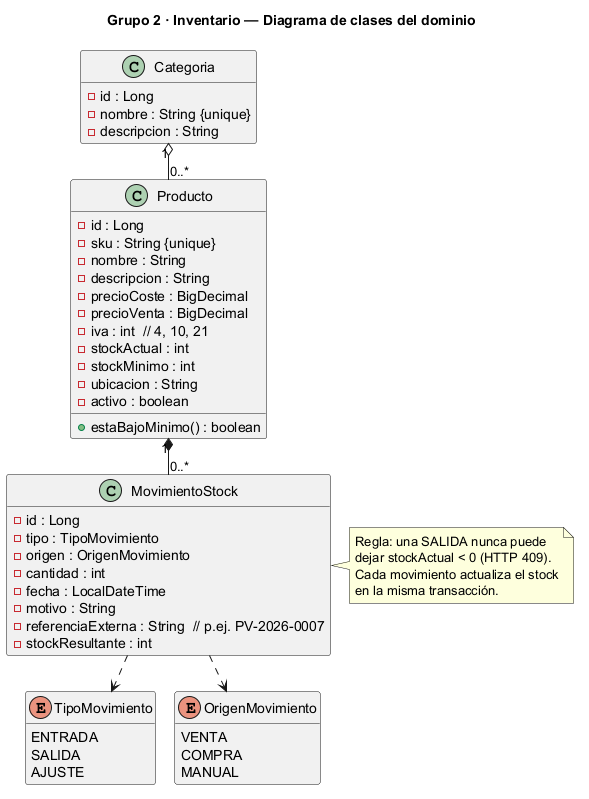 Grupo 2 · Inventario — Diagrama de clases del dominio
C Categoria
id : Long
nombre : String {unique}
descripcion : String
1
0..*
C Producto
id : Long
sku : String {unique}
nombre : String
descripcion : String
precioCoste : BigDecimal
precioVenta : BigDecimal
iva : int // 4, 10, 21
stockActual : int
stockMinimo : int
ubicacion : String
activo : boolean
estaBajoMinimo() : boolean
1
0..*
C MovimientoStock
id : Long
tipo : TipoMovimiento
origen : OrigenMovimiento
cantidad : int
fecha : LocalDateTime
motivo : String
referenciaExterna : String // p.ej. PV-2026-0007
stockResultante : int
Regla: una SALIDA nunca puede
dejar stockActual < 0 (HTTP 409).
Cada movimiento actualiza el stock
en la misma transacción.
E TipoMovimiento
ENTRADA
SALIDA
AJUSTE
E OrigenMovimiento
VENTA
COMPRA
MANUAL